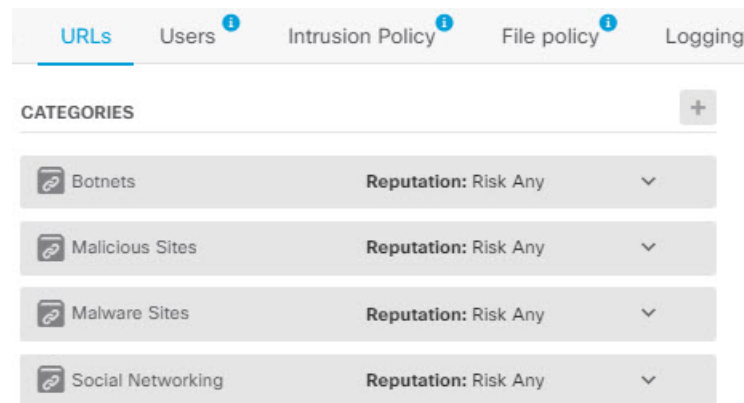 URLs Users i Intrusion Policy i File policy i Logging
CATEGORIES +
Botnets Reputation: Risk Any
Malicious Sites Reputation: Risk Any
Malware Sites Reputation: Risk Any
Social Networking Reputation: Risk Any